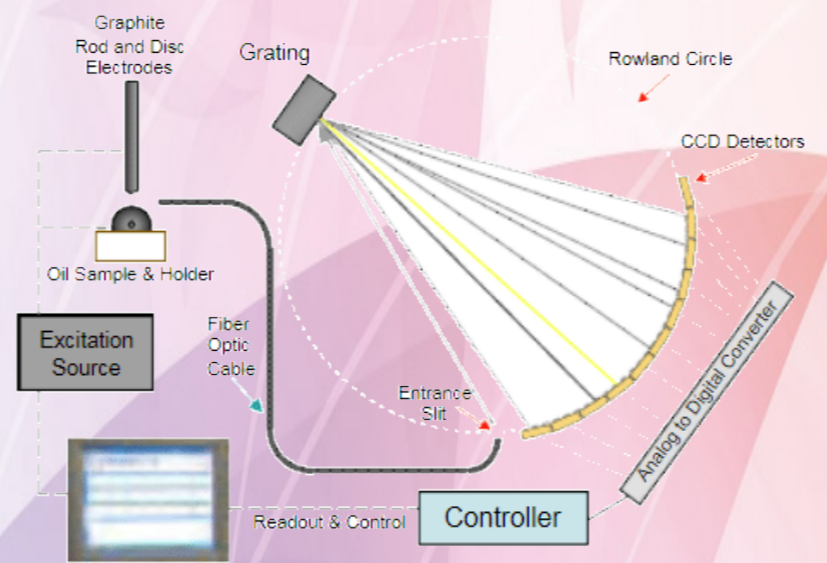 Graphite
Rod and Disc
Electrodes
Grating
Rowland Circle
CCD Detectors
Oil Sample & Holder
Excitation
Source
Fiber
Optic
Cable
Entrance
Slit
Analog to Digital Converter
Readout & Control
Controller